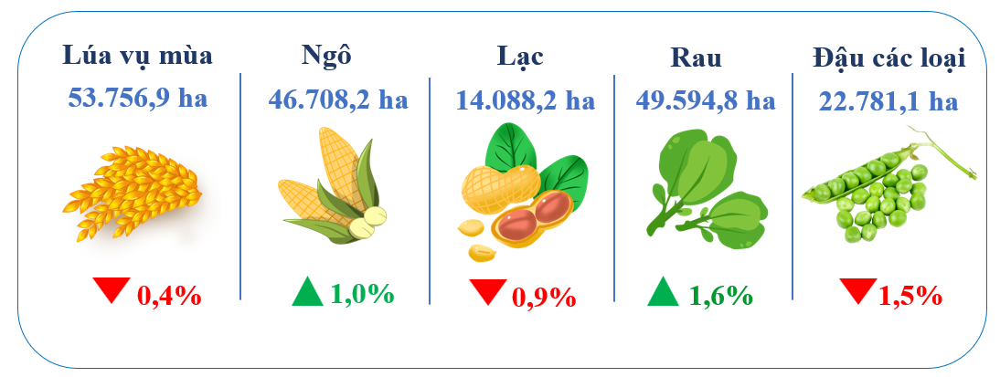 Lúa vụ mùa
53.756,9 ha
0,4%
Ngô
46.708,2 ha
1,0%
Lạc
14.088,2 ha
0,9%
Rau
49.594,8 ha
1,6%
Đậu các loại
22.781,1 ha
1,5%